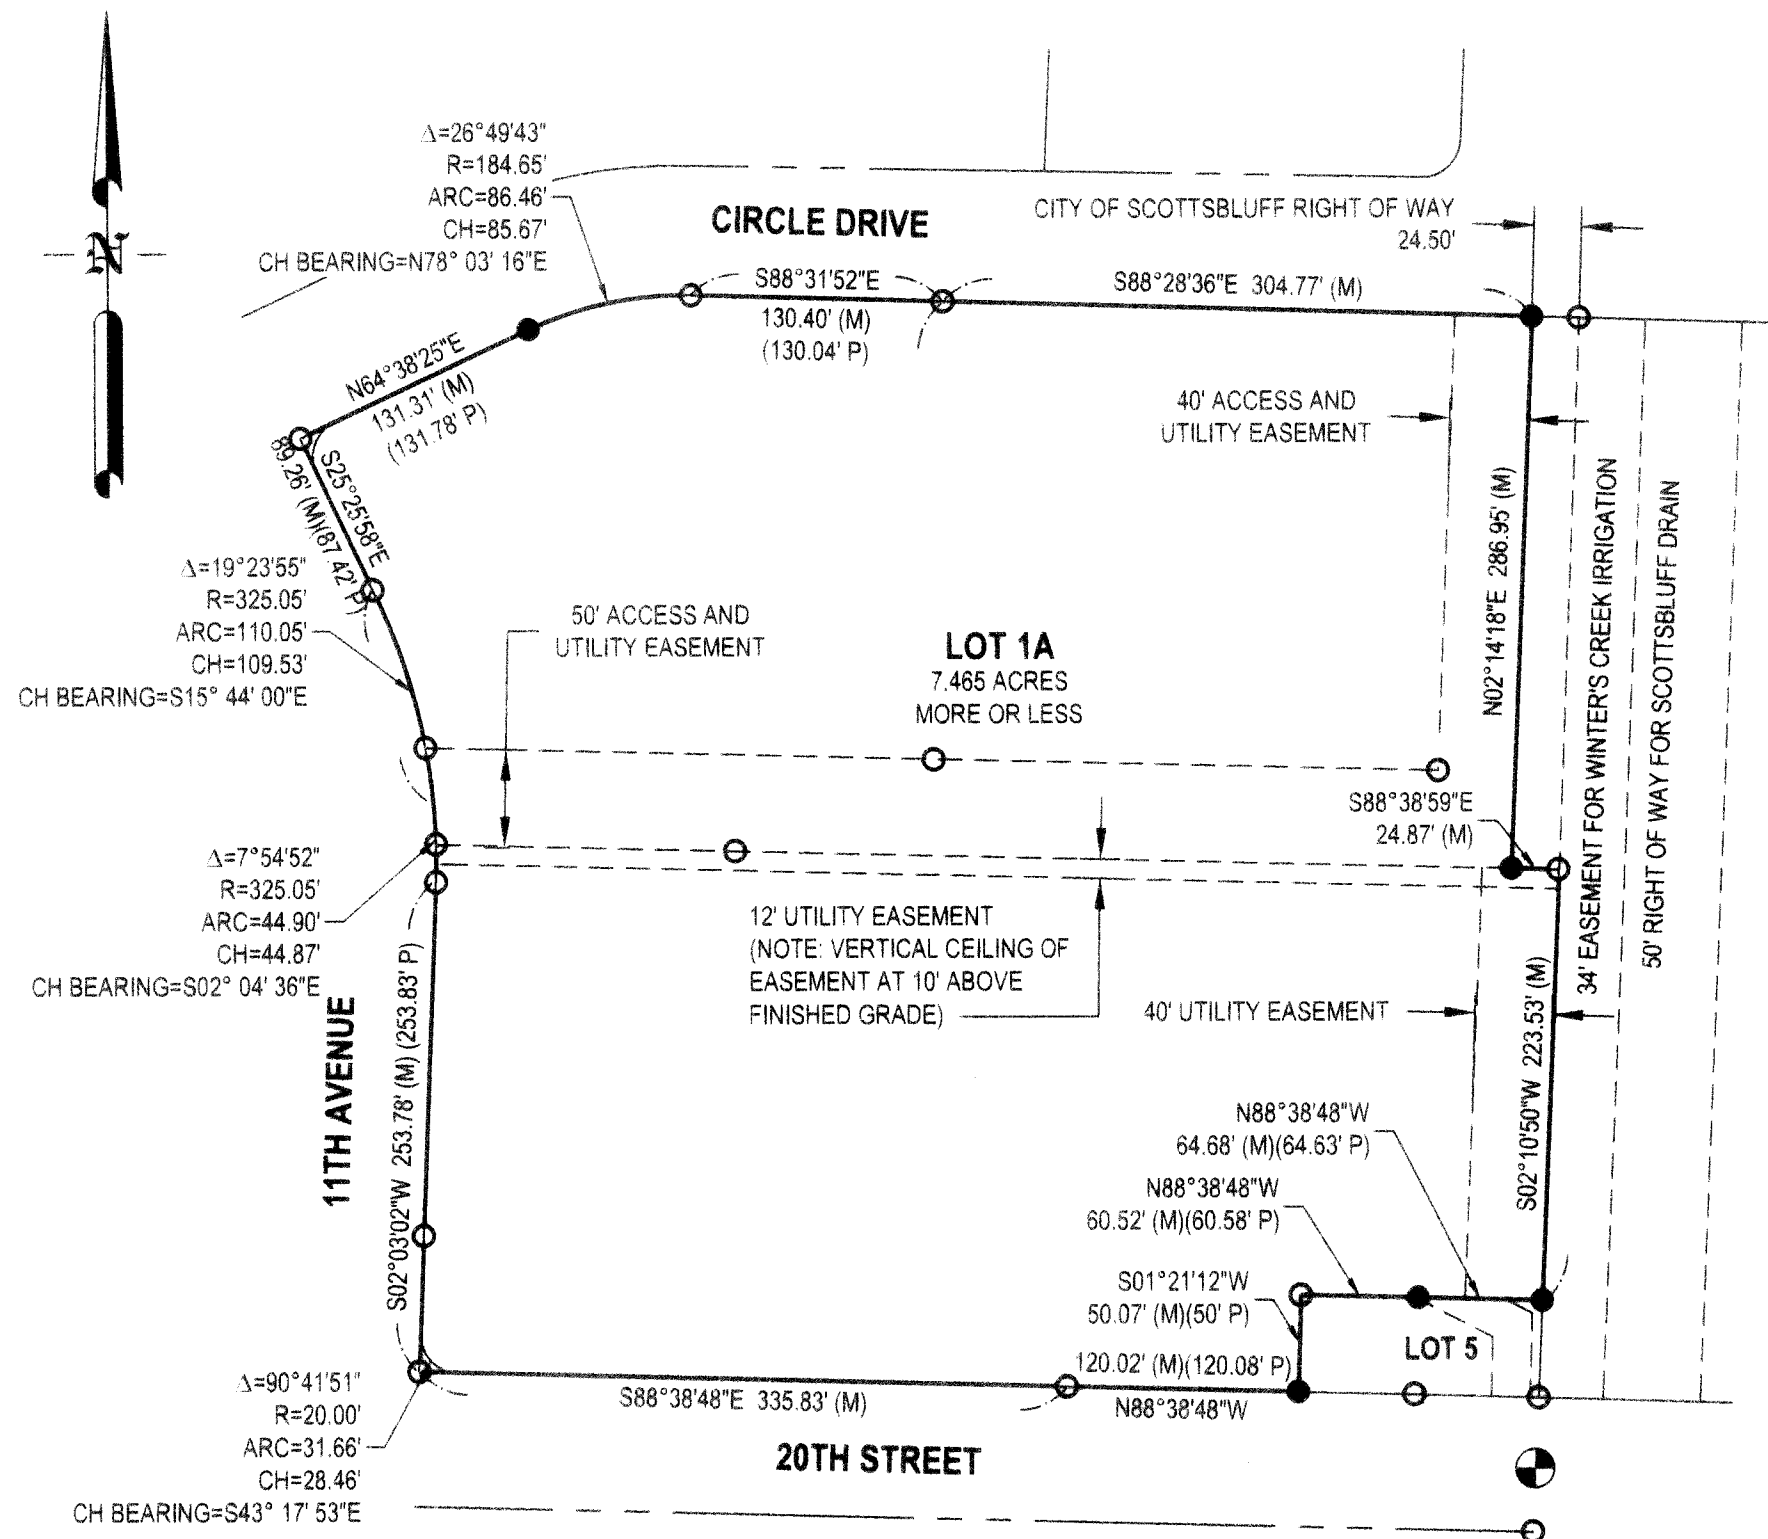 Δ=26°49'43"
R=184.65'
ARC=86.46'
CH=85.67'
CH BEARING=N78° 03' 16"E
N
CIRCLE DRIVE
CITY OF SCOTTSBLUFF RIGHT OF WAY
24.50'
S88°31'52"E
130.40' (M)
(130.04' P)
S88°28'36"E 304.77' (M)
N64°38'25"E
131.31' (M)
(131.78' P)
S25°25'58"E
89.26' (M)(87.42' P)
40' ACCESS AND
UTILITY EASEMENT
N02°14'18"E 286.95' (M)
34' EASEMENT FOR WINTER'S CREEK IRRIGATION
50' RIGHT OF WAY FOR SCOTTSBLUFF DRAIN
Δ=19°23'55"
R=325.05'
ARC=110.05'
CH=109.53'
CH BEARING=S15° 44' 00"E
50' ACCESS AND
UTILITY EASEMENT
LOT 1A
7.465 ACRES
MORE OR LESS
S88°38'59"E
24.87' (M)
Δ=7°54'52"
R=325.05'
ARC=44.90'
CH=44.87'
CH BEARING=S02° 04' 36"E
12' UTILITY EASEMENT
(NOTE: VERTICAL CEILING OF
EASEMENT AT 10' ABOVE
FINISHED GRADE)
40' UTILITY EASEMENT
S02°10'50"W 223.53' (M)
11TH AVENUE
S02°03'02"W 253.78' (M) (253.83' P)
N88°38'48"W
64.68' (M)(64.63' P)
N88°38'48"W
60.52' (M)(60.58' P)
S01°21'12"W
50.07' (M)(50' P)
LOT 5
120.02' (M)(120.08' P)
N88°38'48"W
S88°38'48"E 335.83' (M)
Δ=90°41'51"
R=20.00'
ARC=31.66'
CH=28.46'
CH BEARING=S43° 17' 53"E
20TH STREET